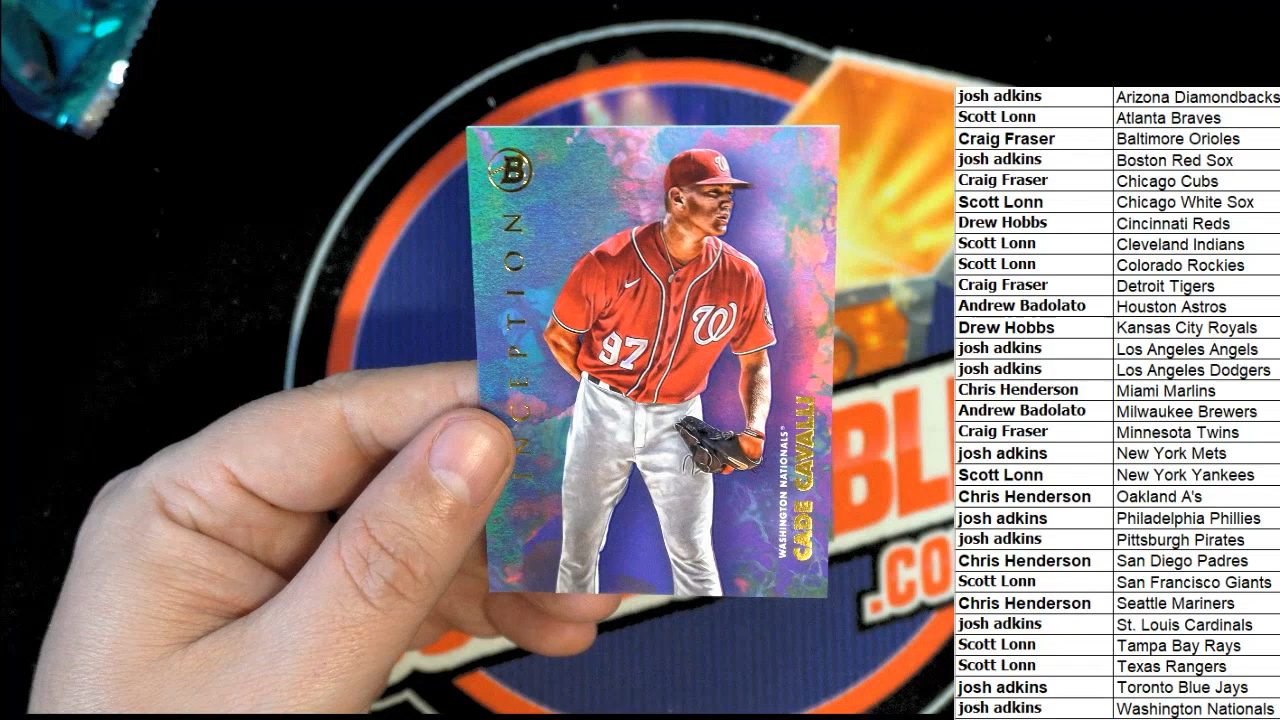 B
INCEPTION
W
97
W
WASHINGTON NATIONALS®
CADE CAVALLI
BL
.CO
josh adkins Arizona Diamondbacks
Scott Lonn Atlanta Braves
Craig Fraser Baltimore Orioles
josh adkins Boston Red Sox
Craig Fraser Chicago Cubs
Scott Lonn Chicago White Sox
Drew Hobbs Cincinnati Reds
Scott Lonn Cleveland Indians
Scott Lonn Colorado Rockies
Craig Fraser Detroit Tigers
Andrew Badolato Houston Astros
Drew Hobbs Kansas City Royals
josh adkins Los Angeles Angels
josh adkins Los Angeles Dodgers
Chris Henderson Miami Marlins
Andrew Badolato Milwaukee Brewers
Craig Fraser Minnesota Twins
josh adkins New York Mets
Scott Lonn New York Yankees
Chris Henderson Oakland A's
josh adkins Philadelphia Phillies
josh adkins Pittsburgh Pirates
Chris Henderson San Diego Padres
Scott Lonn San Francisco Giants
Chris Henderson Seattle Mariners
josh adkins St. Louis Cardinals
Scott Lonn Tampa Bay Rays
Scott Lonn Texas Rangers
josh adkins Toronto Blue Jays
josh adkins Washington Nationals